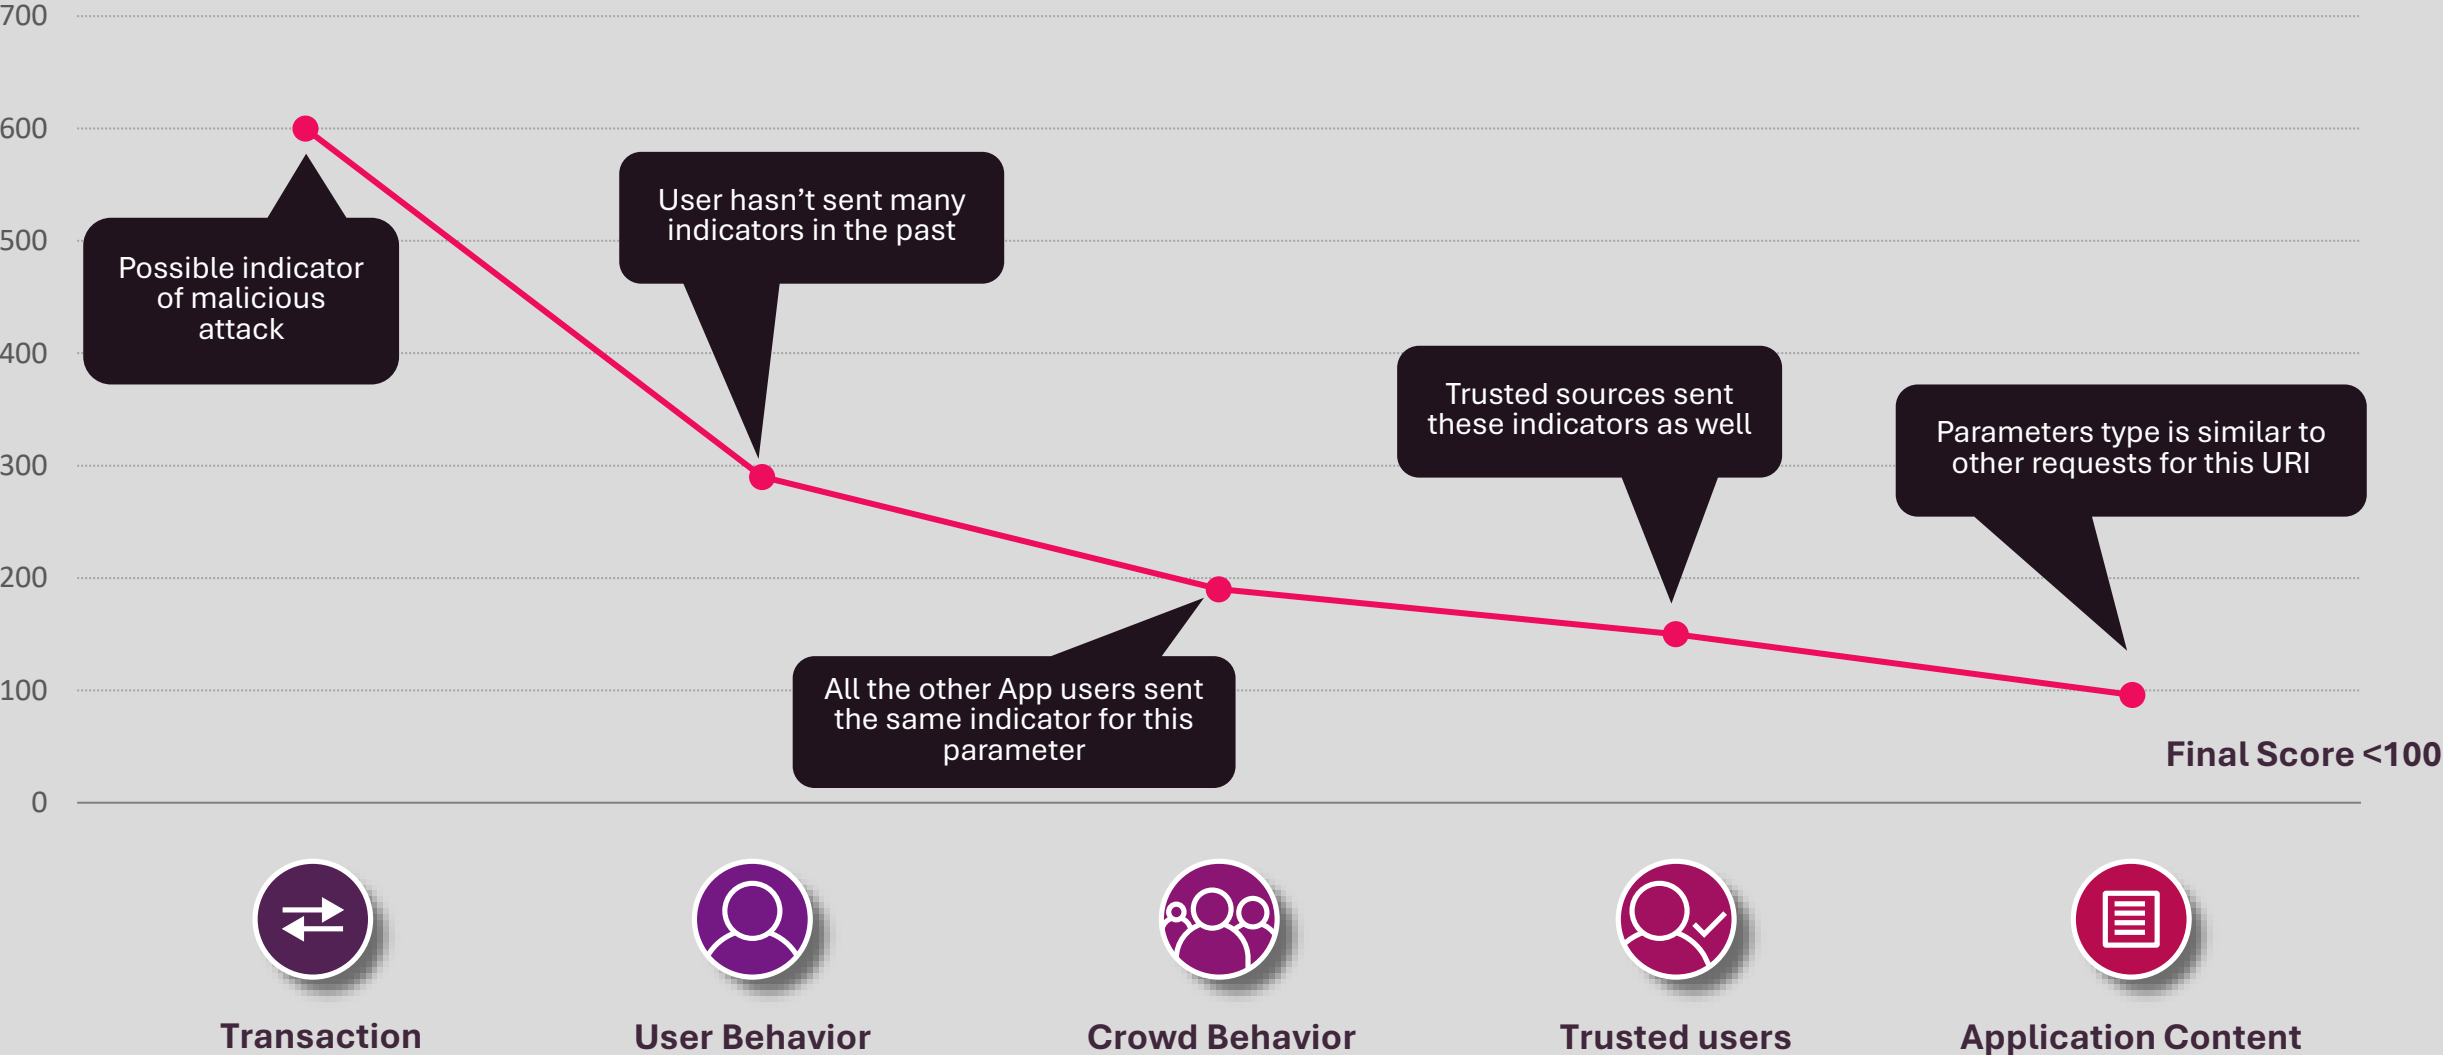 700
600
500
400
300
200
100
0
Possible indicator
of malicious
attack
User hasn’t sent many
indicators in the past
All the other App users sent
the same indicator for this
parameter
Trusted sources sent
these indicators as well
Parameters type is similar to
other requests for this URI
Final Score <100
Transaction
User Behavior
Crowd Behavior
Trusted users
Application Content